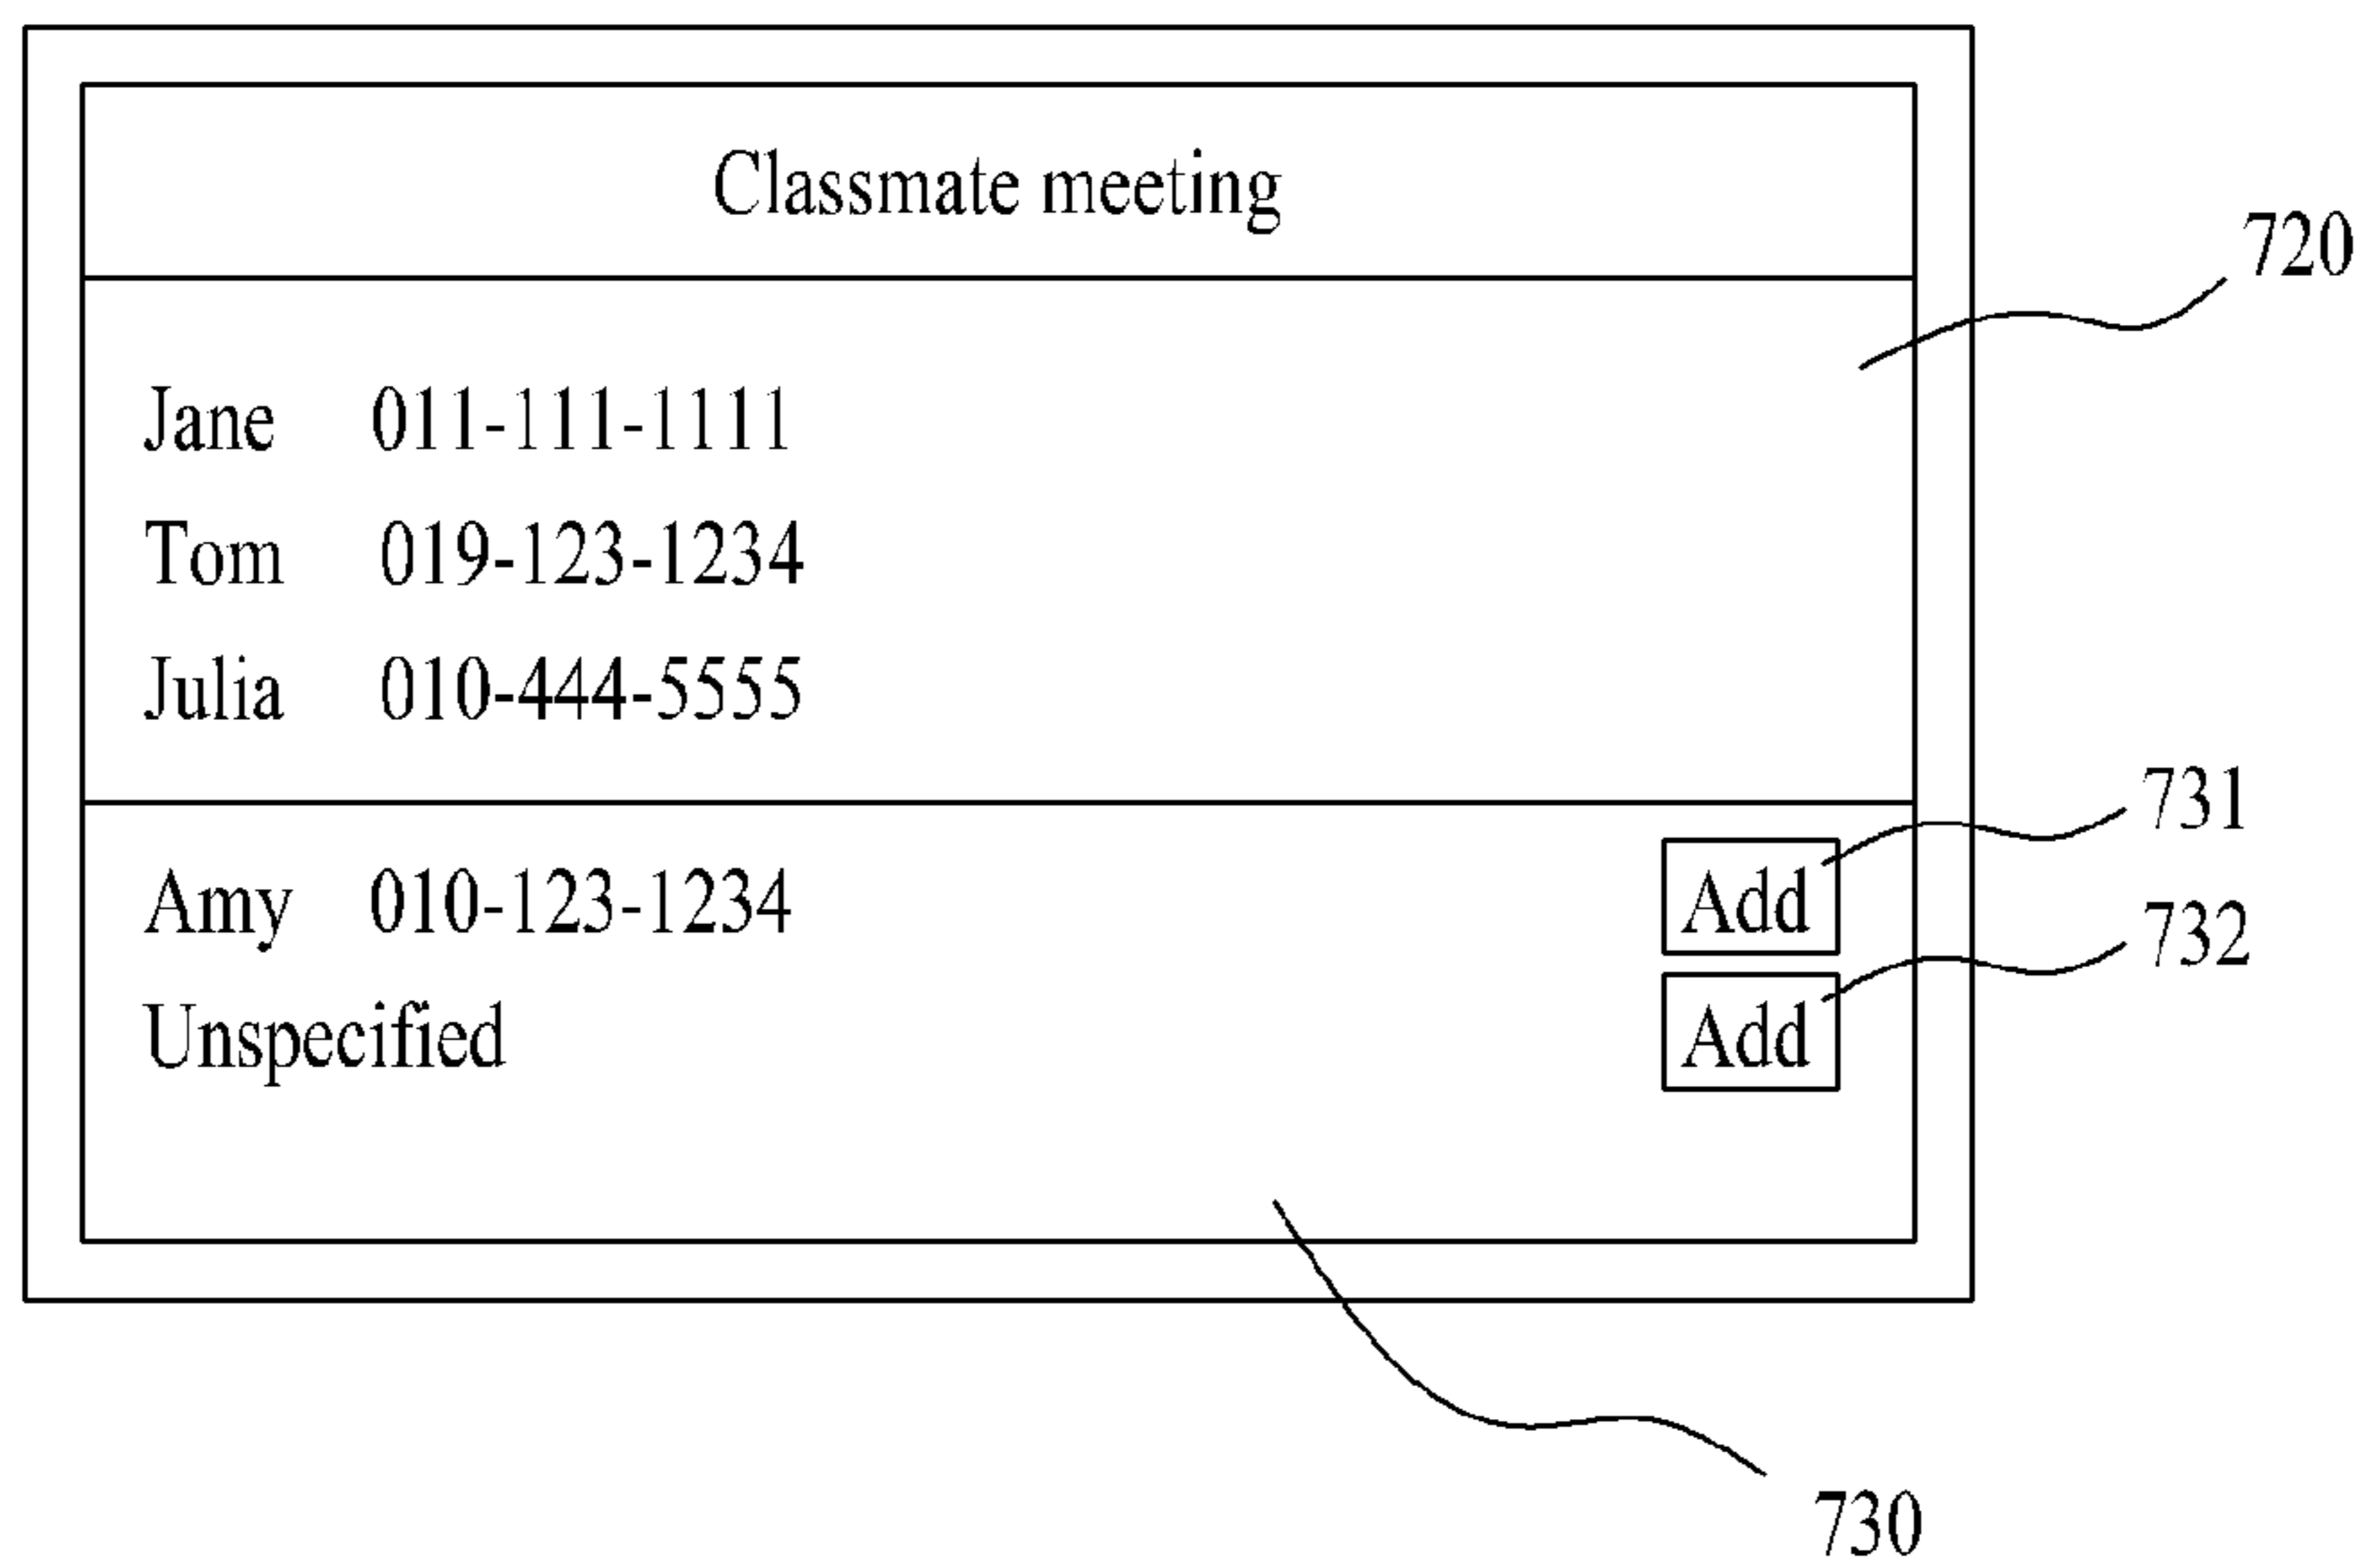 Classmate meeting
720
Jane 011-111-1111
Tom 019-123-1234
Julia 010-444-5555
731
Amy 010-123-1234 Add
732
Unspecified Add
730